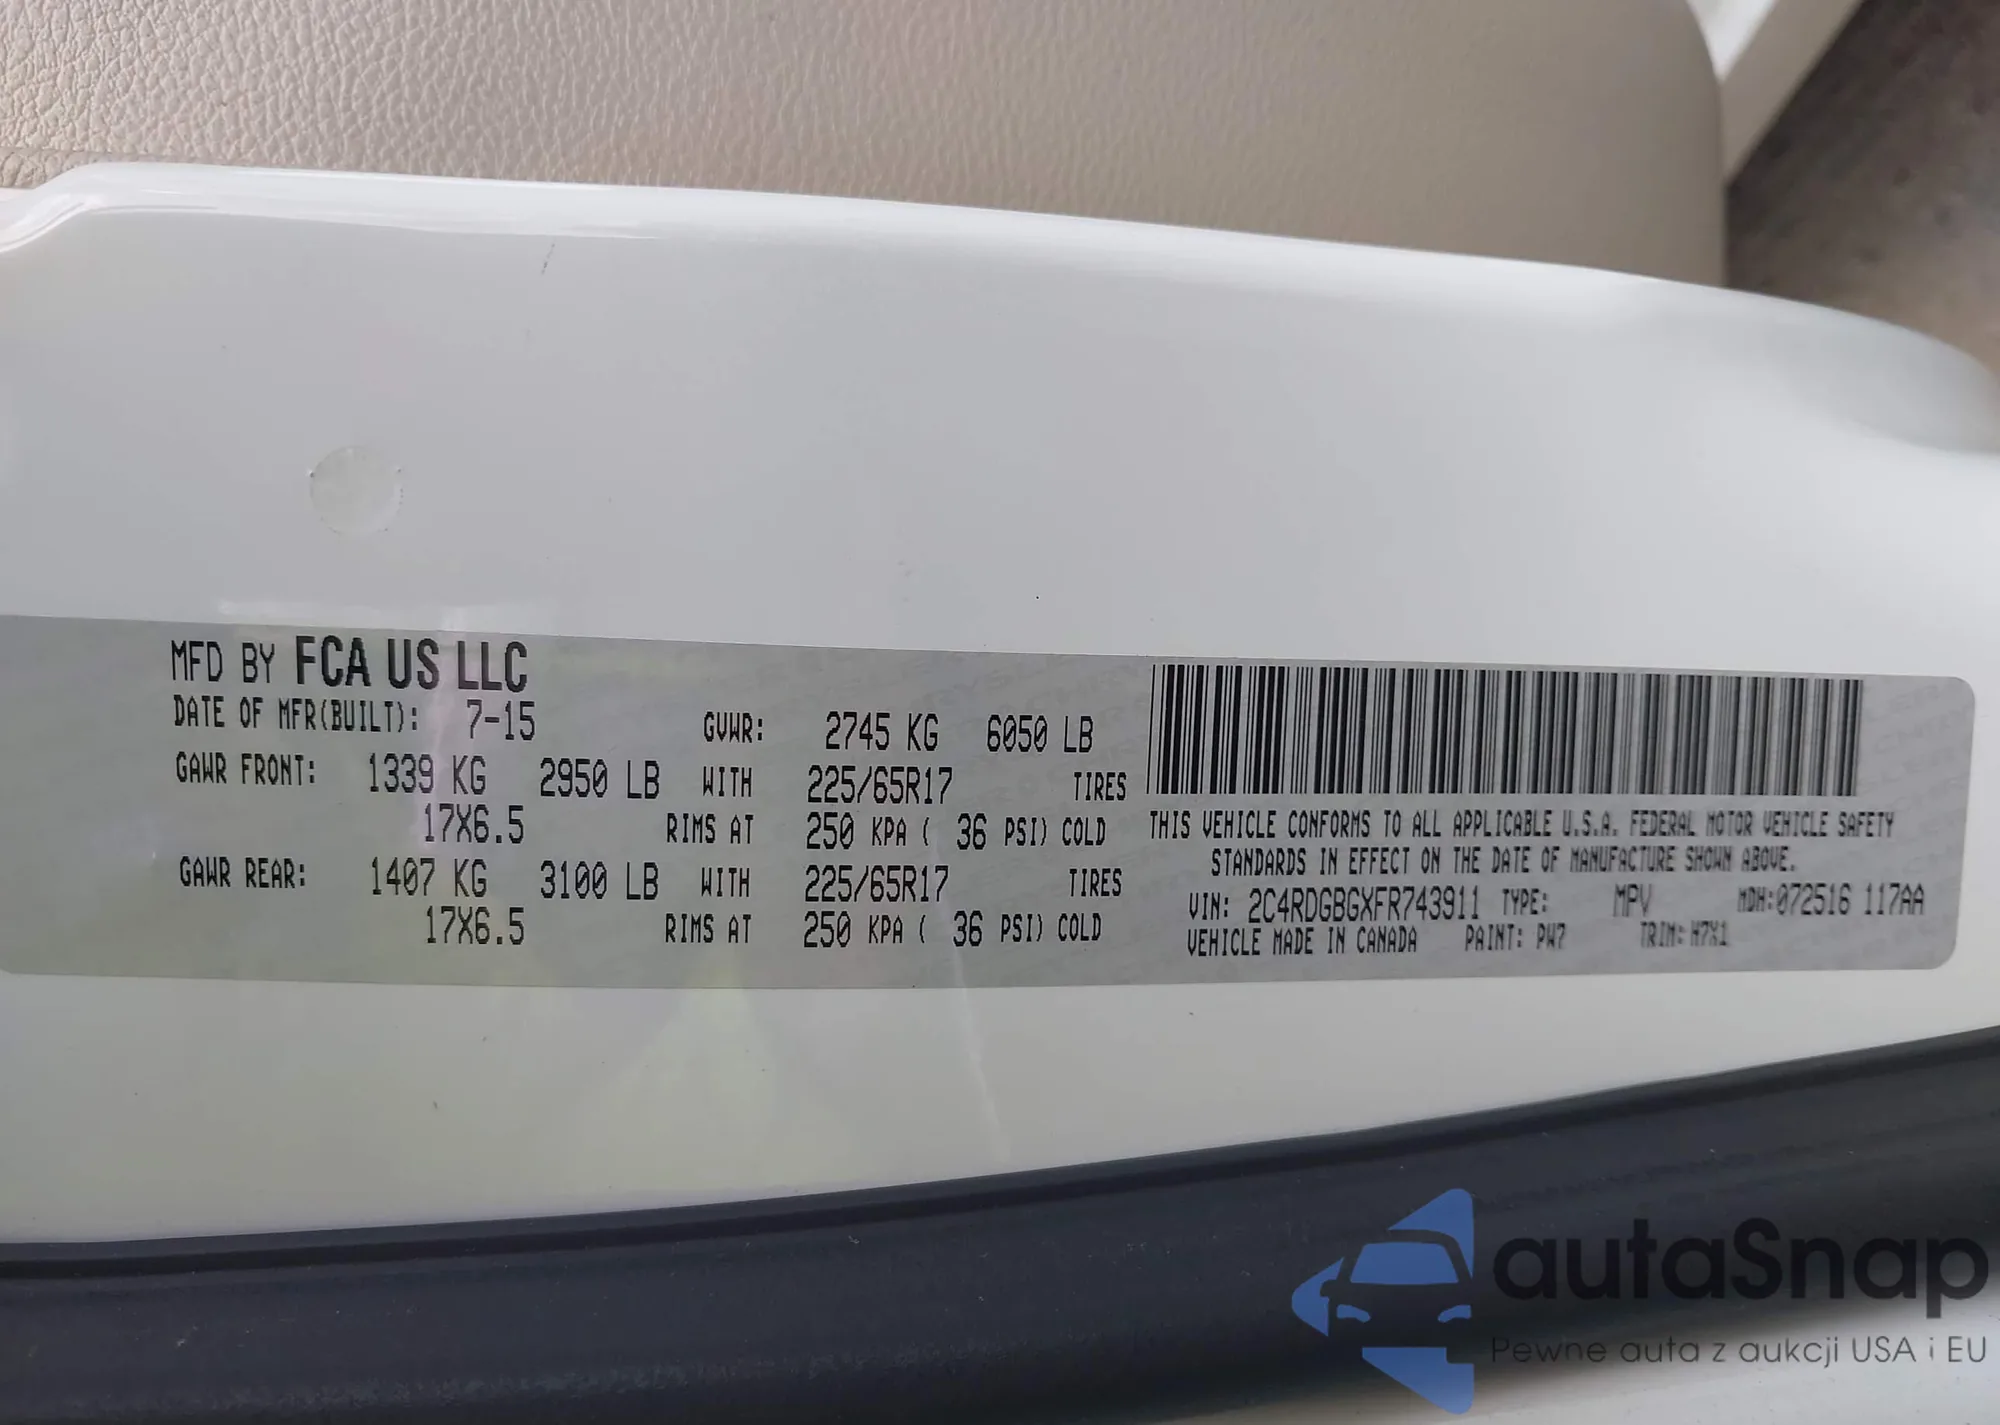 MFD BY FCA US LLC
DATE OF MFR(BUILT): 7-15 GVWR: 2745 KG 6050 LB
GAWR FRONT: 1339 KG 2950 LB WITH 225/65R17 TIRES
17X6.5 RIMS AT 250 KPA ( 36 PSI) COLD
GAWR REAR: 1407 KG 3100 LB WITH 225/65R17 TIRES
17X6.5 RIMS AT 250 KPA ( 36 PSI) COLD
THIS VEHICLE CONFORMS TO ALL APPLICABLE U.S.A. FEDERAL MOTOR VEHICLE SAFETY
STANDARDS IN EFFECT ON THE DATE OF MANUFACTURE SHOWN ABOVE.
VIN: 2C4RDGBGXFR743911 TYPE: MPV MDH:072516 117AA
VEHICLE MADE IN CANADA PAINT: PW7 TRIM: H7X1
autaSnap
Pewne auta z aukcji USA i EU